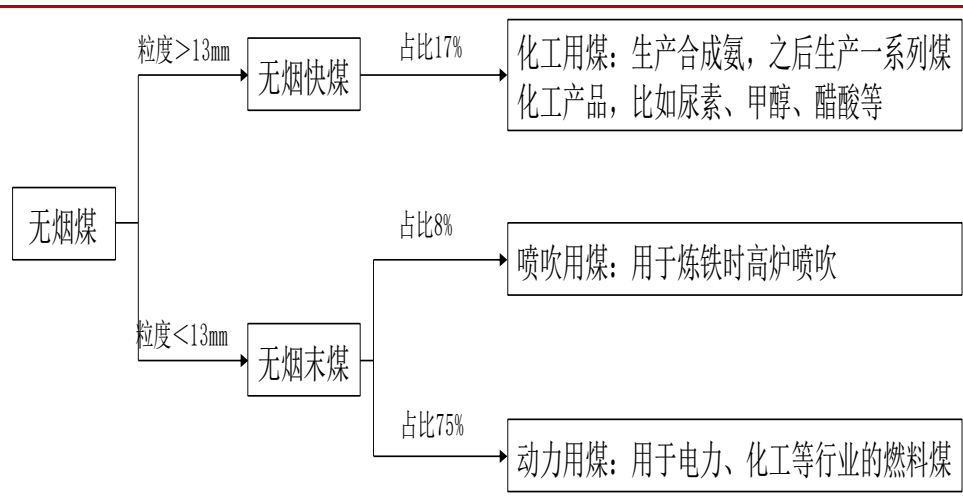 粒度>13mm
无烟快煤
占比17%
化工用煤：生产合成氨，之后生产一系列煤
化工产品，比如尿素、甲醇、醋酸等
无烟煤
占比8%
喷吹用煤：用于炼铁时高炉喷吹
粒度<13mm
无烟末煤
占比75%
动力用煤：用于电力、化工等行业的燃料煤